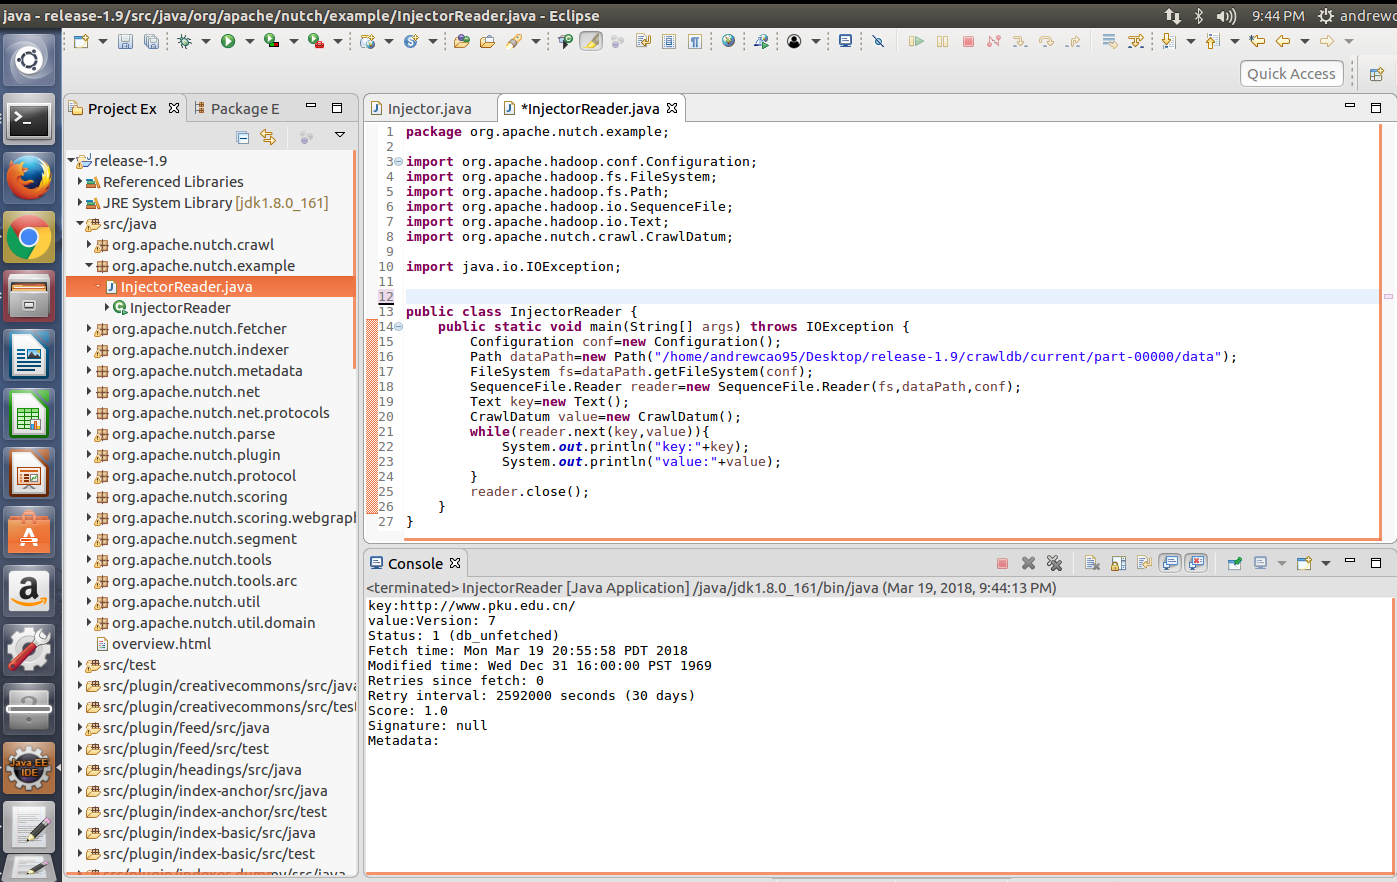 java - release-1.9/src/java/org/apache/nutch/example/InjectorReader.java - Eclipse
9:44 PM
andrewc
Quick Access
Project Ex
Package E
release-1.9
Referenced Libraries
JRE System Library [jdk1.8.0_161]
src/java
org.apache.nutch.crawl
org.apache.nutch.example
InjectorReader.java
InjectorReader
org.apache.nutch.fetcher
org.apache.nutch.indexer
org.apache.nutch.metadata
org.apache.nutch.net
org.apache.nutch.net.protocols
org.apache.nutch.parse
org.apache.nutch.plugin
org.apache.nutch.protocol
org.apache.nutch.scoring
org.apache.nutch.scoring.webgraph
org.apache.nutch.segment
org.apache.nutch.tools
org.apache.nutch.tools.arc
org.apache.nutch.util
org.apache.nutch.util.domain
overview.html
src/test
src/plugin/creativecommons/src/java
src/plugin/creativecommons/src/test
src/plugin/feed/src/java
src/plugin/feed/src/test
src/plugin/headings/src/java
src/plugin/index-anchor/src/java
src/plugin/index-anchor/src/test
src/plugin/index-basic/src/java
src/plugin/index-basic/src/test
Java EE
IDE
Injector.java
*InjectorReader.java
1 package org.apache.nutch.example;
2
3 import org.apache.hadoop.conf.Configuration;
4 import org.apache.hadoop.fs.FileSystem;
5 import org.apache.hadoop.fs.Path;
6 import org.apache.hadoop.io.SequenceFile;
7 import org.apache.hadoop.io.Text;
8 import org.apache.nutch.crawl.CrawlDatum;
9
10 import java.io.IOException;
11
12
13 public class InjectorReader {
14 public static void main(String[] args) throws IOException {
15 Configuration conf=new Configuration();
16 Path dataPath=new Path("/home/andrewcao95/Desktop/release-1.9/crawldb/current/part-00000/data");
17 FileSystem fs=dataPath.getFileSystem(conf);
18 SequenceFile.Reader reader=new SequenceFile.Reader(fs,dataPath,conf);
19 Text key=new Text();
20 CrawlDatum value=new CrawlDatum();
21 while(reader.next(key,value)){
22 System.out.println("key:"+key);
23 System.out.println("value:"+value);
24 }
25 reader.close();
26 }
27 }
Console
<terminated> InjectorReader [Java Application] /java/jdk1.8.0_161/bin/java (Mar 19, 2018, 9:44:13 PM)
key:http://www.pku.edu.cn/
value:Version: 7
Status: 1 (db_unfetched)
Fetch time: Mon Mar 19 20:55:58 PDT 2018
Modified time: Wed Dec 31 16:00:00 PST 1969
Retries since fetch: 0
Retry interval: 2592000 seconds (30 days)
Score: 1.0
Signature: null
Metadata: